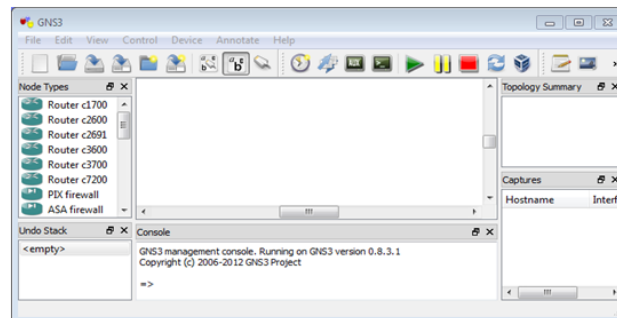 GNS3
File Edit View Control Device Annotate Help
Node Types
Router c1700
Router c2600
Router c2691
Router c3600
Router c3700
Router c7200
PIX firewall
ASA firewall
Topology Summary
Captures
Hostname Interf
Undo Stack
<empty>
Console
GNS3 management console. Running on GNS3 version 0.8.3.1
Copyright (c) 2006-2012 GNS3 Project
=>